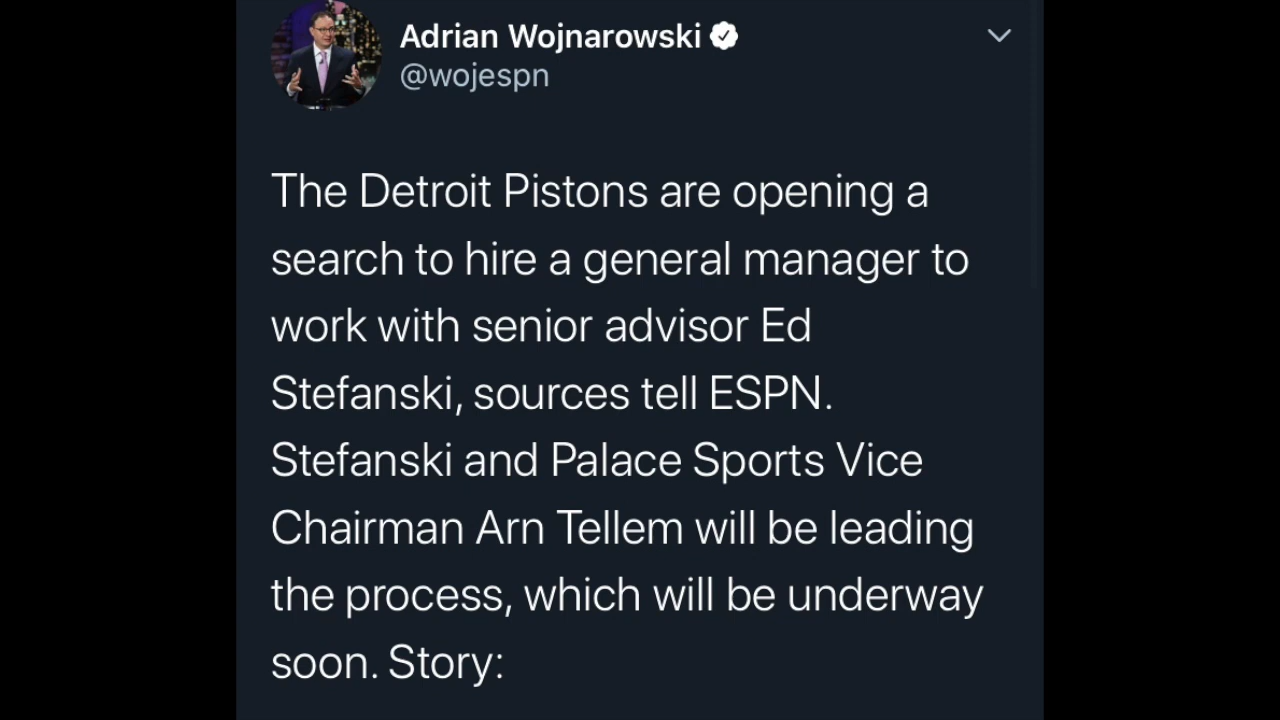 Adrian Wojnarowski
@wojespn
The Detroit Pistons are opening a
search to hire a general manager to
work with senior advisor Ed
Stefanski, sources tell ESPN.
Stefanski and Palace Sports Vice
Chairman Arn Tellem will be leading
the process, which will be underway
soon. Story: